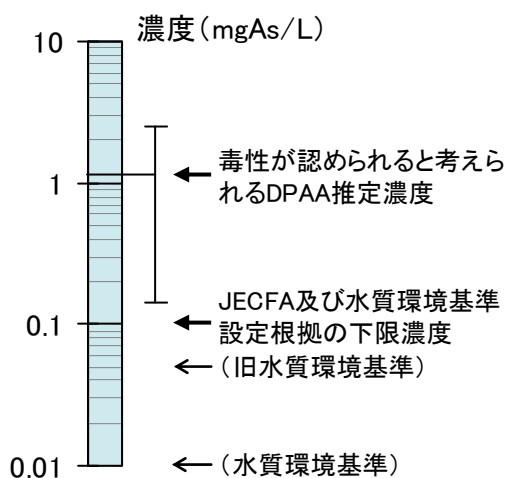 濃度(mgAs/L)
10
毒性が認められると考えら
れるDPAA推定濃度
1
JECFA及び水質環境基準
設定根拠の下限濃度
0.1
(旧水質環境基準)
(水質環境基準)
0.01